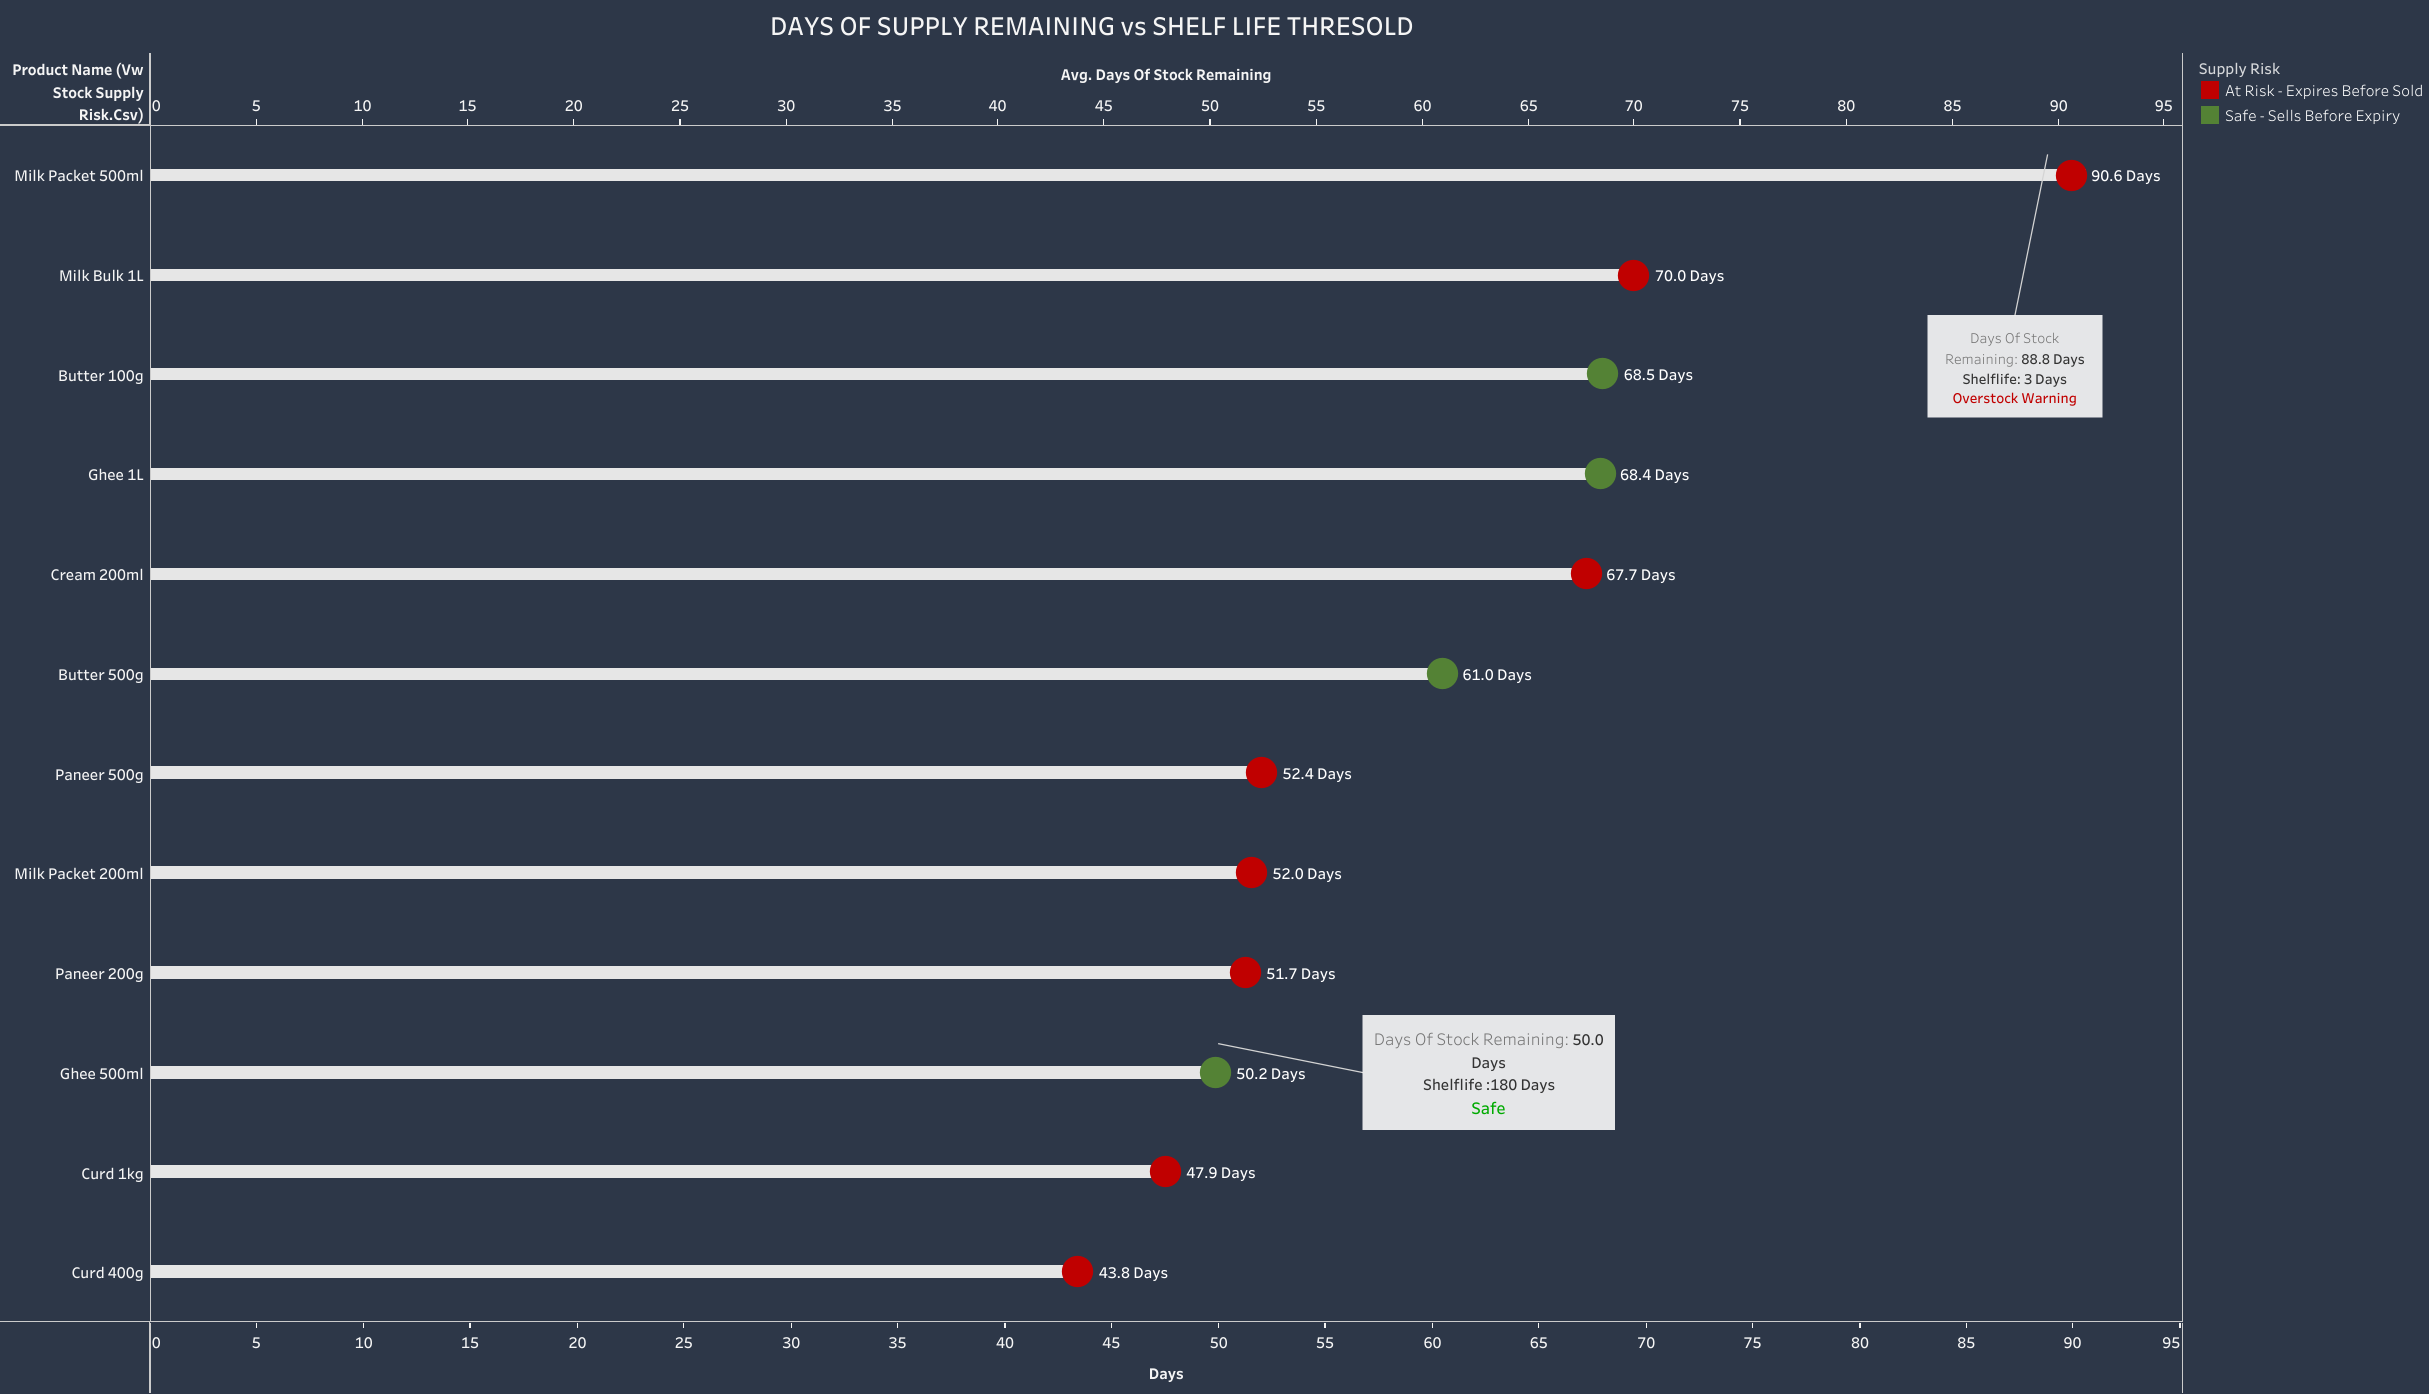 DAYS OF SUPPLY REMAINING vs SHELF LIFE THRESOLD
Product Name (Vw
Stock Supply
Risk.Csv)
Avg. Days Of Stock Remaining
0 5 10 15 20 25 30 35 40 45 50 55 60 65 70 75 80 85 90 95
Supply Risk
At Risk - Expires Before Sold
Safe - Sells Before Expiry
Milk Packet 500ml 90.6 Days
Milk Bulk 1L 70.0 Days
Days Of Stock
Remaining: 88.8 Days
Shelflife: 3 Days
Overstock Warning
Butter 100g 68.5 Days
Ghee 1L 68.4 Days
Cream 200ml 67.7 Days
Butter 500g 61.0 Days
Paneer 500g 52.4 Days
Milk Packet 200ml 52.0 Days
Paneer 200g 51.7 Days
Ghee 500ml 50.2 Days
Days Of Stock Remaining: 50.0
Days
Shelflife :180 Days
Safe
Curd 1kg 47.9 Days
Curd 400g 43.8 Days
0 5 10 15 20 25 30 35 40 45 50 55 60 65 70 75 80 85 90 95
Days